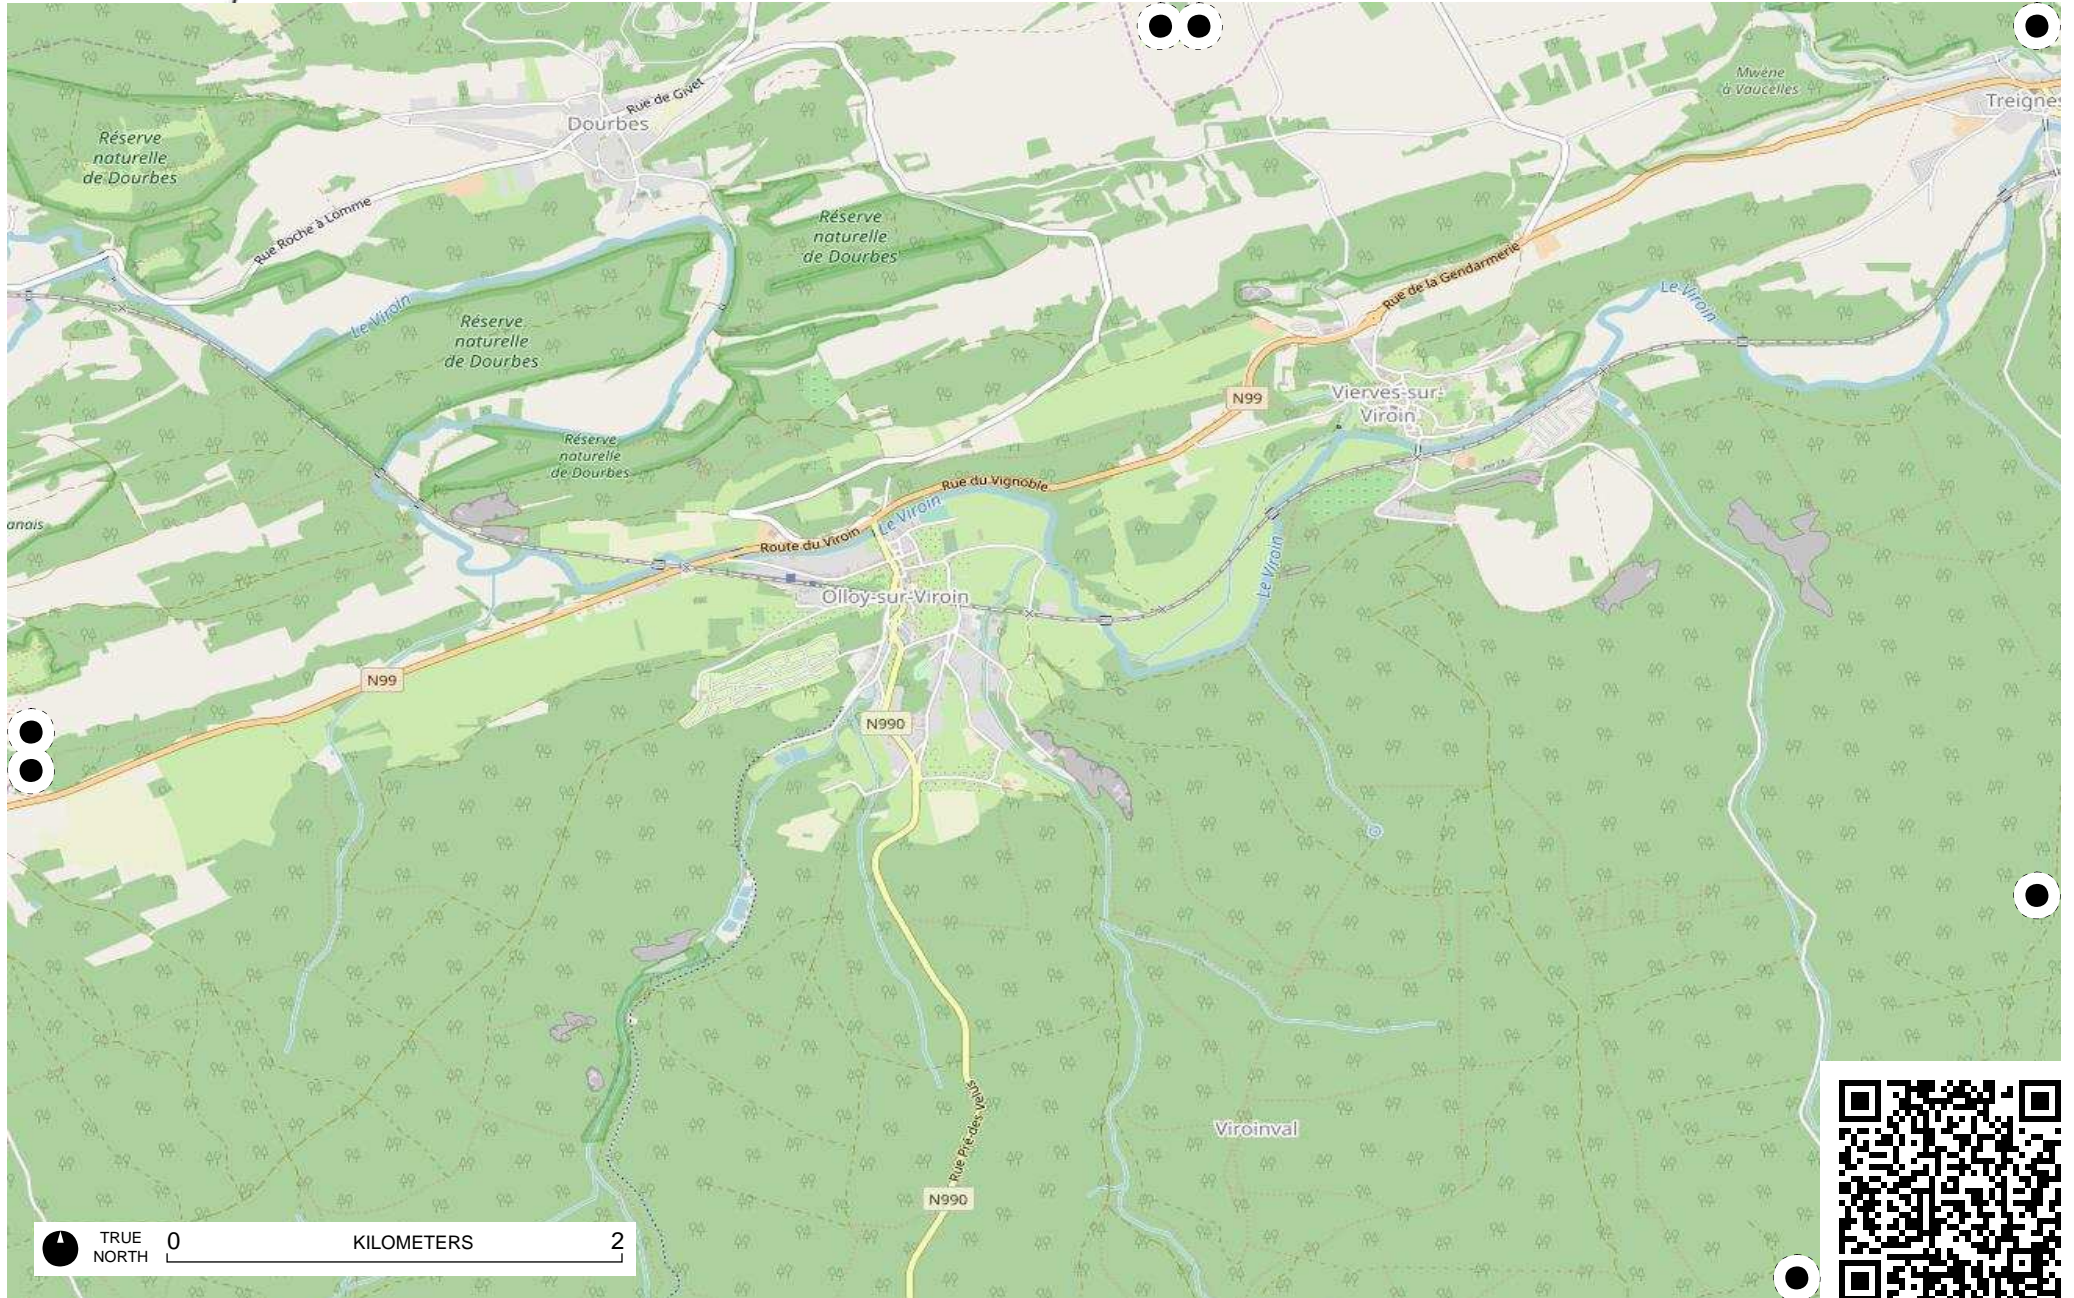 Mwène
à Vaucelles
Treignes
Rue de Givet
Dourbes
Réserve
naturelle
de Dourbes
Rue Roche à Lomme
Réserve
naturelle
de Dourbes
Rue de la Gendarmerie
Le Viroin
Le Viroin
Réserve
naturelle
de Dourbes
N99
Vierves-sur-
Viroin
Réserve
naturelle
de Dourbes
Rue du Vignoble
Le Viroin
anais
Route du Viroin
Le Viroin
Olloy-sur-Viroin
N99
N990
Rue Pré-des-Velus
Viroinval
N990
TRUE
NORTH
0 KILOMETERS 2